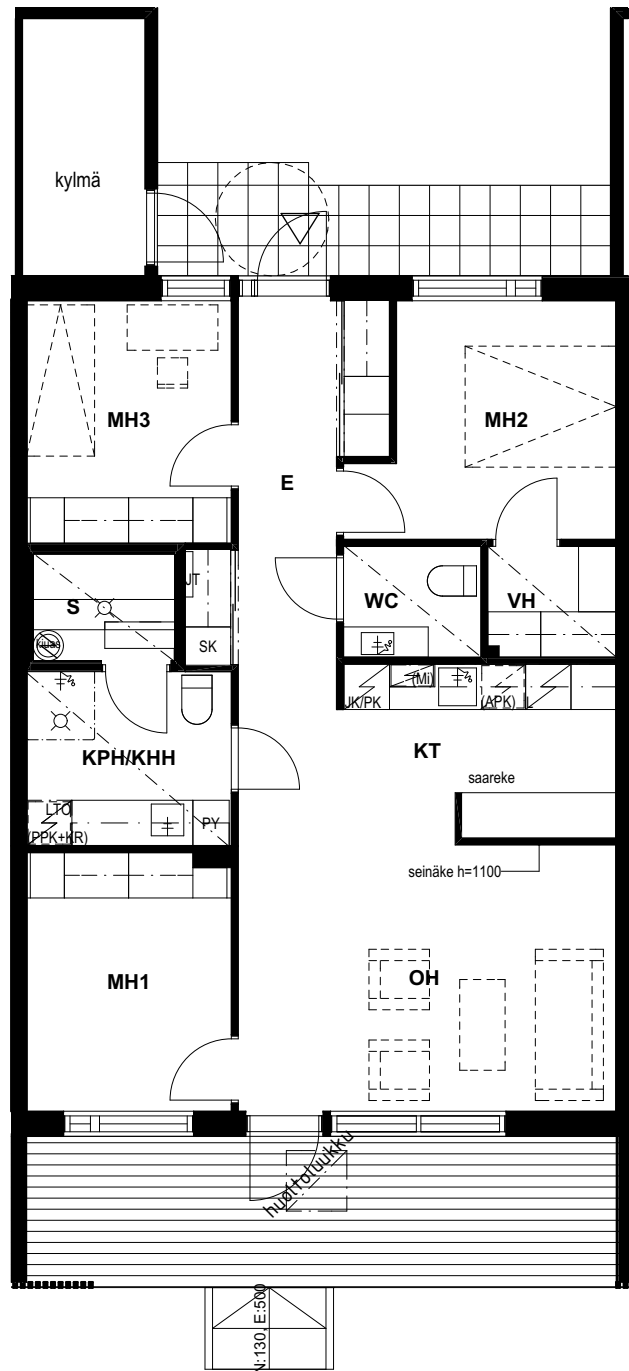 kylmä
MH3
MH2
E
JT
S
WC
VH
kiuas
SK
JK/PK
(Mi)
(APK)
L
KPH/KHH
KT
saareke
LTO
(PPK+KR)
PY
seinäke h=1100
MH1
OH
huoltoluukku
N:130, E:500